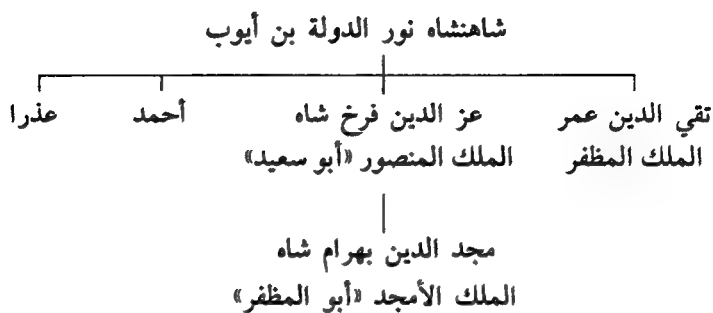 شاهنشاه نور الدولة بن أيوب
تقي الدين عمر عز الدين فرخ شاه أحمد عذرا
الملك المظفر الملك المنصور «أبو سعيد»
مجد الدين بهرام شاه
الملك الأمجد «أبو المظفر»